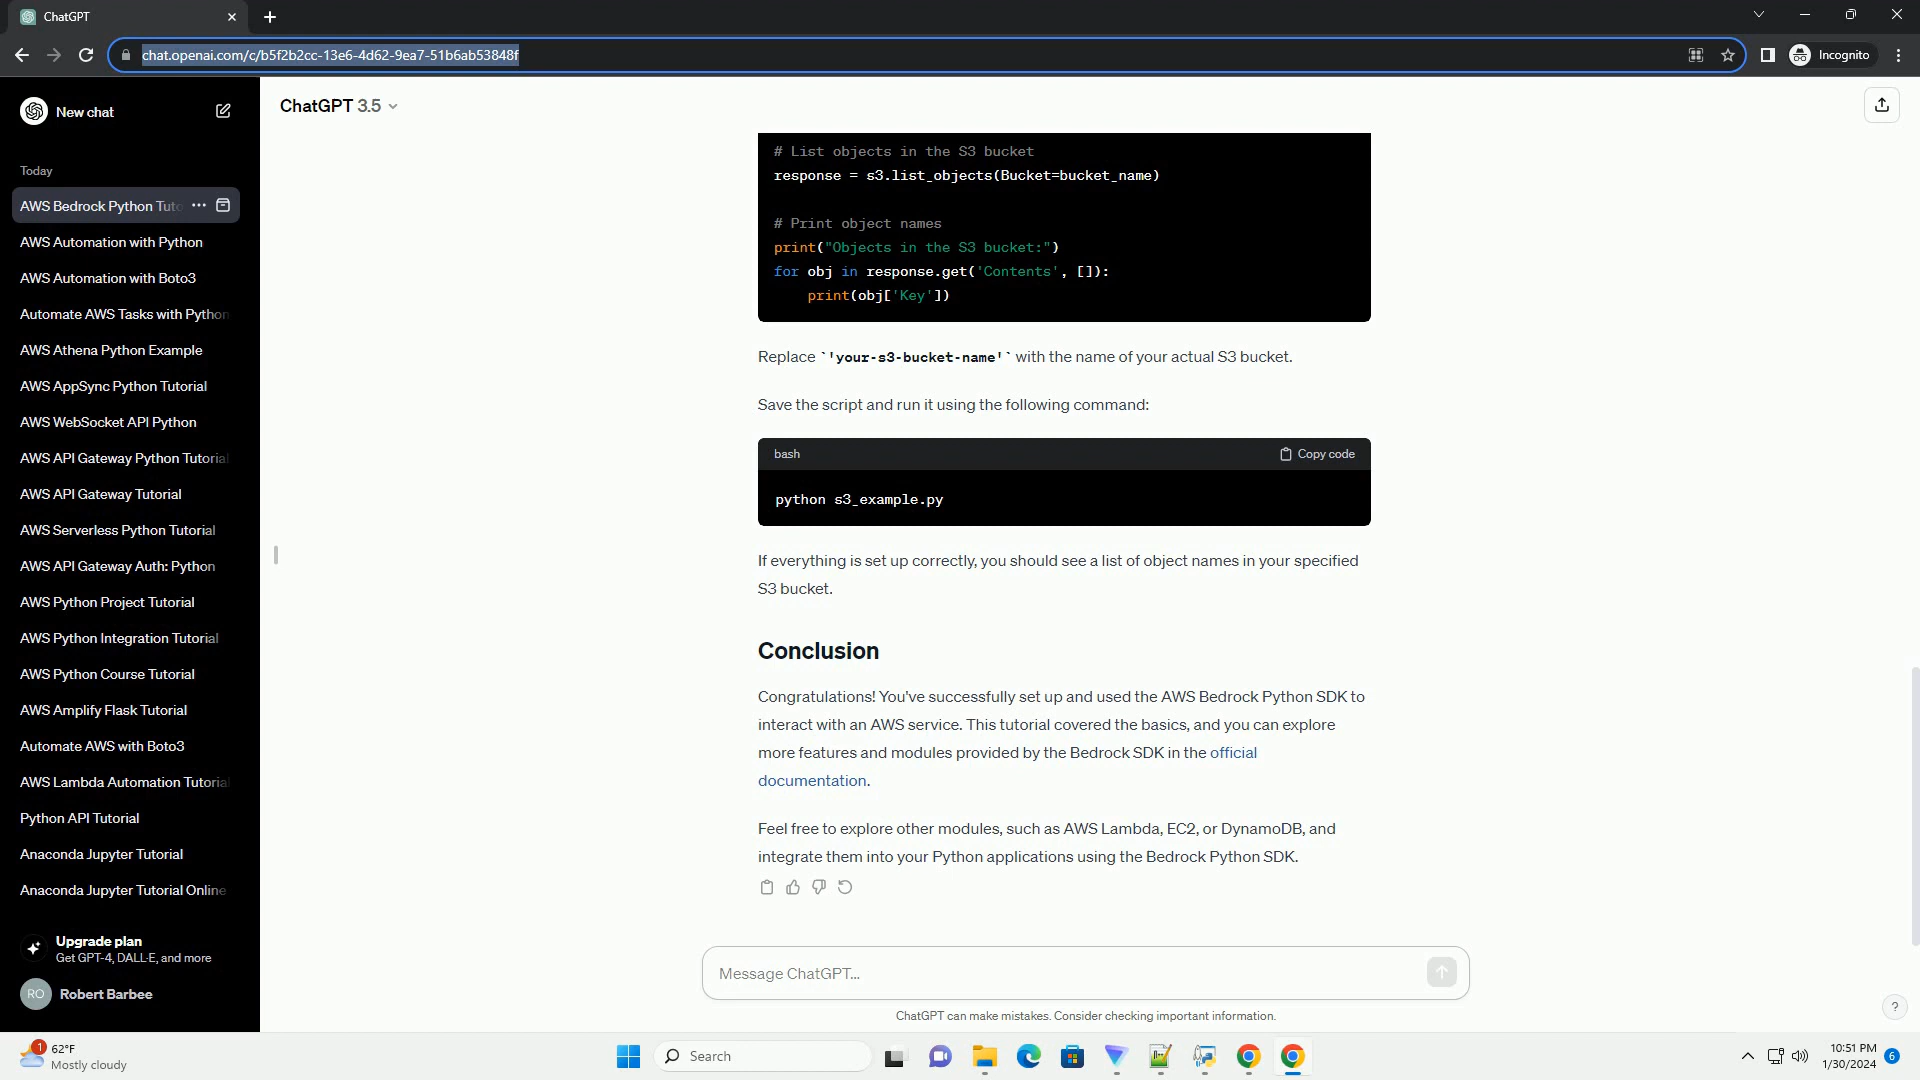 ChatGPT
chat.openai.com/c/b5f2b2cc-13e6-4d62-9ea7-51b6ab53848f
Incognito
New chat
Today
AWS Bedrock Python Tuto
AWS Automation with Python
AWS Automation with Boto3
Automate AWS Tasks with Python
AWS Athena Python Example
AWS AppSync Python Tutorial
AWS WebSocket API Python
AWS API Gateway Python Tutorial
AWS API Gateway Tutorial
AWS Serverless Python Tutorial
AWS API Gateway Auth: Python
AWS Python Project Tutorial
AWS Python Integration Tutorial
AWS Python Course Tutorial
AWS Amplify Flask Tutorial
Automate AWS with Boto3
AWS Lambda Automation Tutorial
Python API Tutorial
Anaconda Jupyter Tutorial
Anaconda Jupyter Tutorial Online
Upgrade plan
Get GPT-4, DALL·E, and more
RO Robert Barbee
ChatGPT 3.5
# List objects in the S3 bucket
response = s3.list_objects(Bucket=bucket_name)
# Print object names
print("Objects in the S3 bucket:")
for obj in response.get('Contents', []):
    print(obj['Key'])
Replace `'your-s3-bucket-name'` with the name of your actual S3 bucket.
Save the script and run it using the following command:
bash Copy code
python s3_example.py
If everything is set up correctly, you should see a list of object names in your specified
S3 bucket.
Conclusion
Congratulations! You've successfully set up and used the AWS Bedrock Python SDK to
interact with an AWS service. This tutorial covered the basics, and you can explore
more features and modules provided by the Bedrock SDK in the official
documentation.
Feel free to explore other modules, such as AWS Lambda, EC2, or DynamoDB, and
integrate them into your Python applications using the Bedrock Python SDK.
Message ChatGPT...
ChatGPT can make mistakes. Consider checking important information.
?
1
62°F
Mostly cloudy
Search
10:51 PM
1/30/2024
6